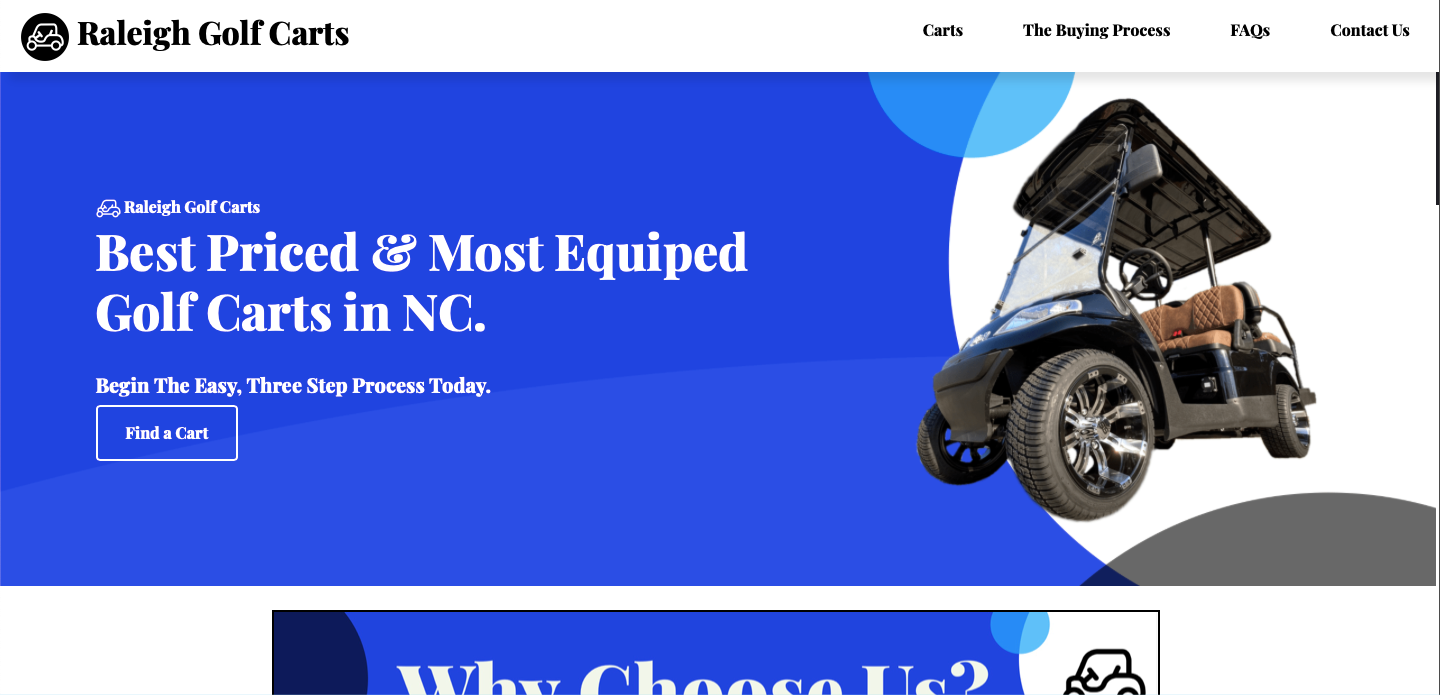 Raleigh Golf Carts
Carts The Buying Process FAQs Contact Us
Raleigh Golf Carts
Best Priced & Most Equiped
Golf Carts in NC.
Begin The Easy, Three Step Process Today.
Find a Cart
Why Choose Us?